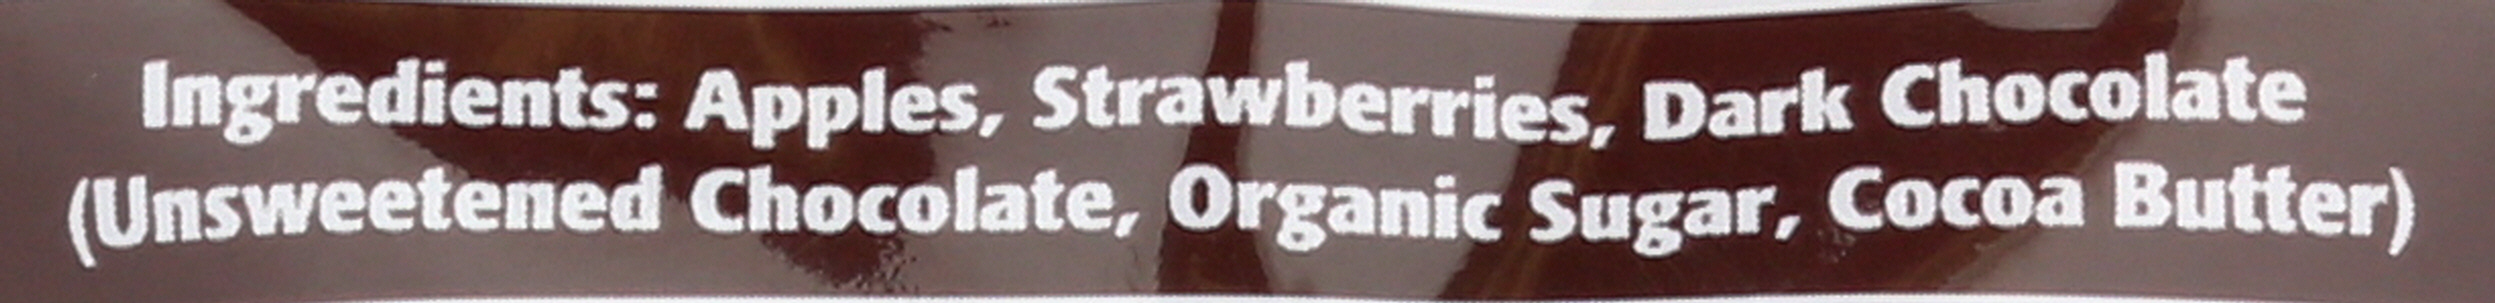 Ingredients: Apples, Strawberries, Dark Chocolate
(Unsweetened Chocolate, Organic Sugar, Cocoa Butter)